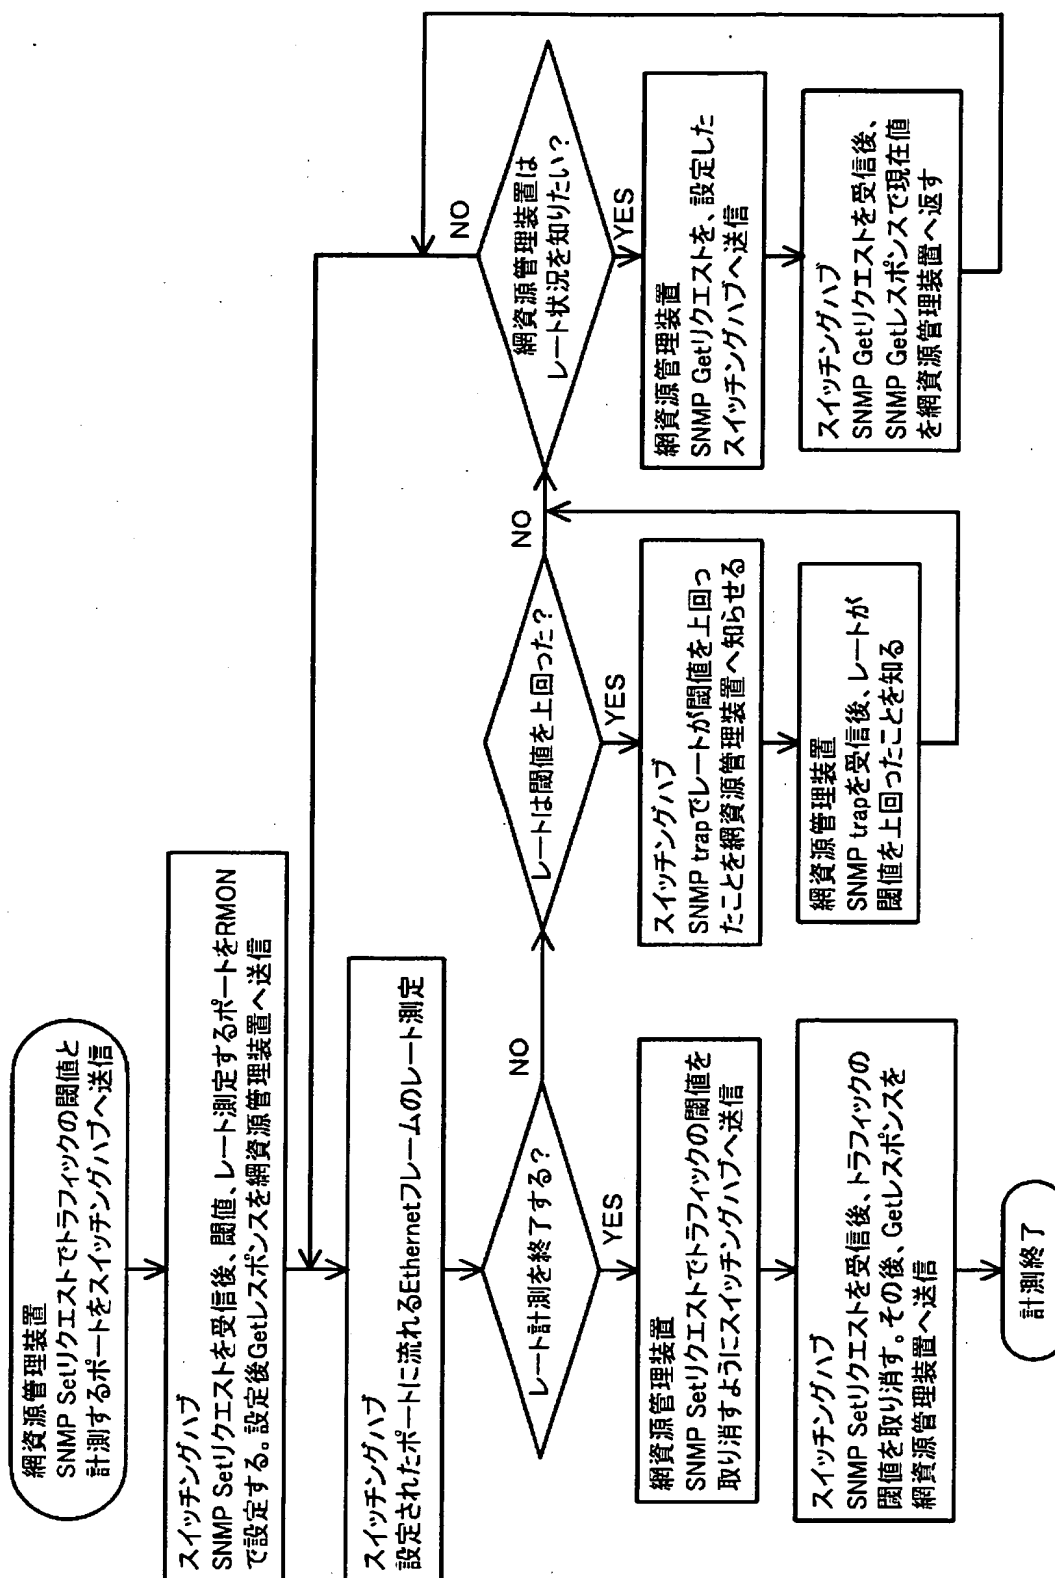 網資源管理装置
SNMP Setリクエストでトラフィックの閾値と
計測するポートをスイッチングハブへ送信
スイッチングハブ
SNMP Setリクエストを受信後、閾値、レート測定するポートをRMON
で設定する。設定後Getレスポンスを網資源管理装置へ送信
スイッチングハブ
設定されたポートに流れるEthernetフレームのレート測定
レート計測を終了する？
NO
YES
網資源管理装置
SNMP Setリクエストでトラフィックの閾値を
取り消すようにスイッチングハブへ送信
スイッチングハブ
SNMP Setリクエストを受信後、トラフィックの
閾値を取り消す。その後、Getレスポンスを
網資源管理装置へ送信
計測終了
レートは閾値を上回った？
NO
YES
スイッチングハブ
SNMP trapでレートが閾値を上回っ
たことを網資源管理装置へ知らせる
網資源管理装置
SNMP trapを受信後、レートが
閾値を上回ったことを知る
網資源管理装置は
レート状況を知りたい？
NO
YES
網資源管理装置
SNMP Getリクエストを、設定した
スイッチングハブへ送信
スイッチングハブ
SNMP Getリクエストを受信後、
SNMP Getレスポンスで現在値
を網資源管理装置へ返す